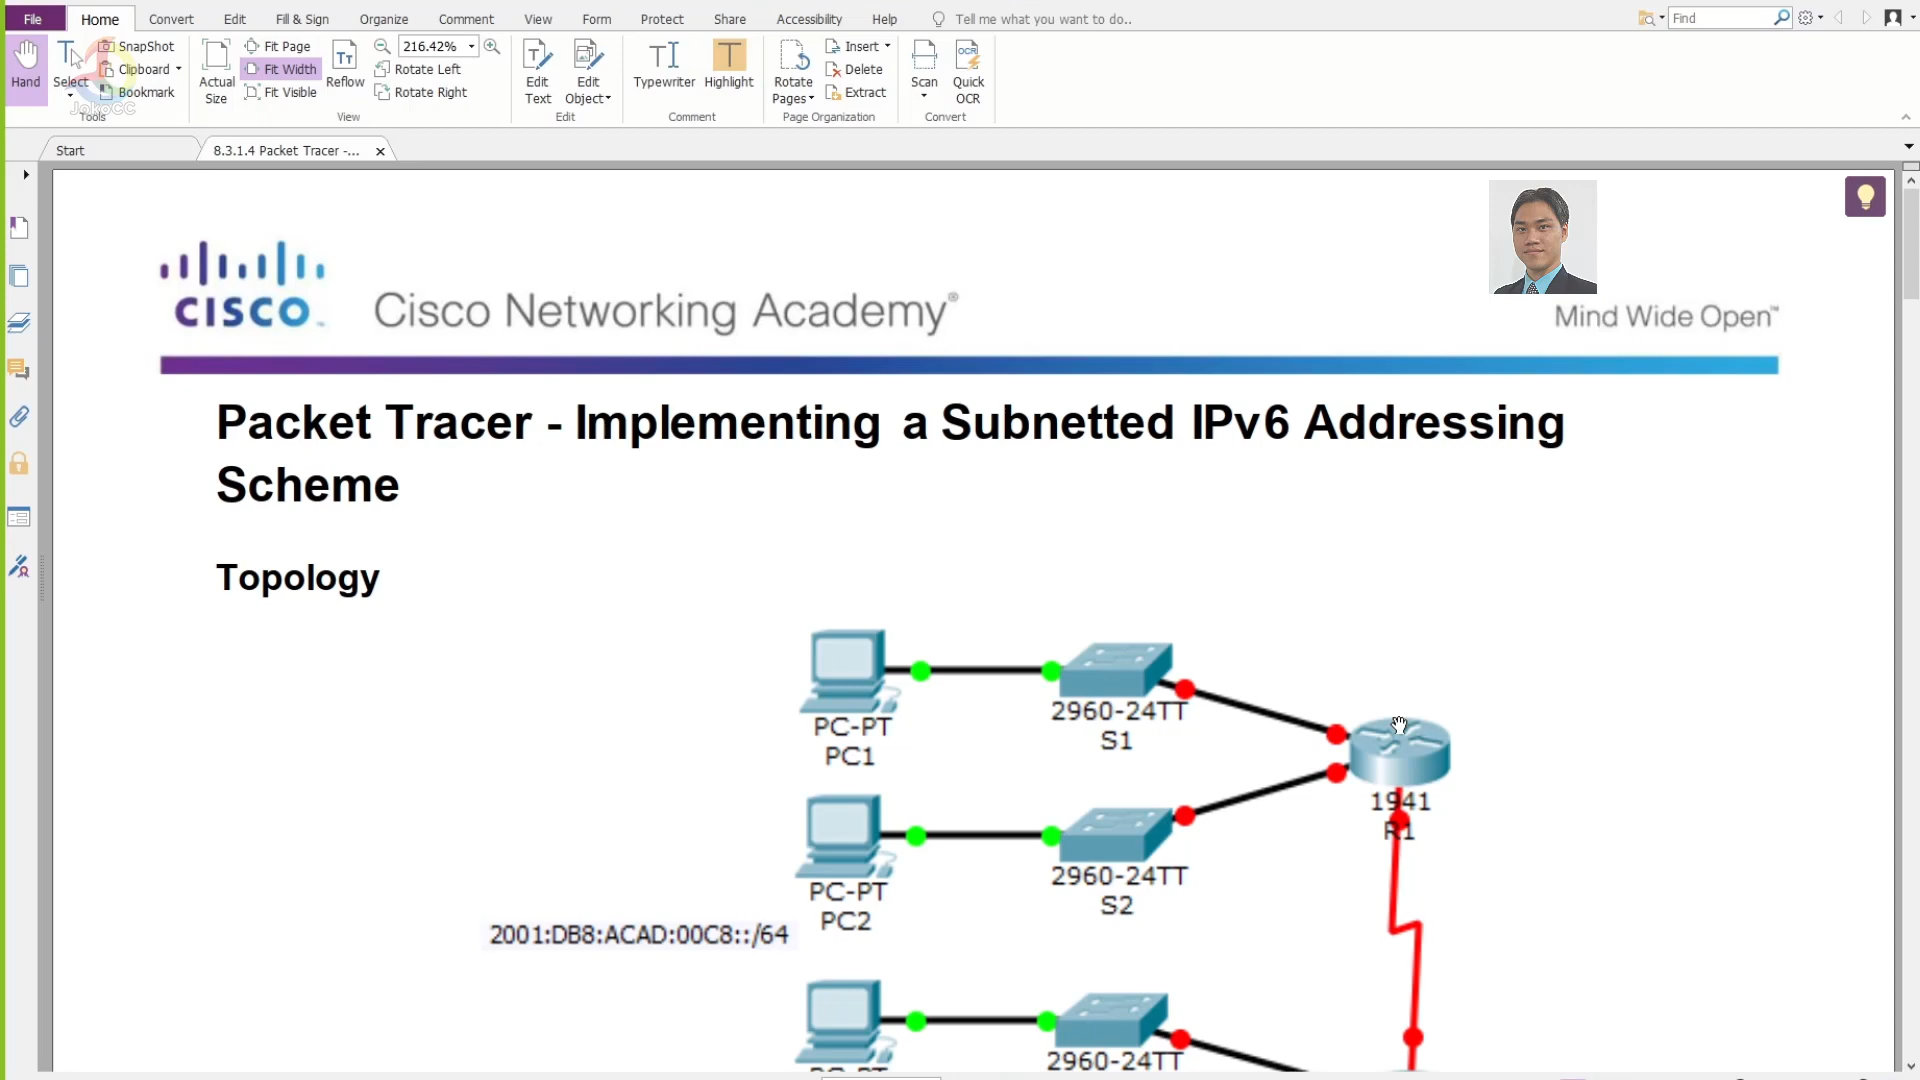 File Home Convert Edit Fill & Sign Organize Comment View Form Protect Share Accessibility Help Tell me what you want to do.. Find
Hand
Select
SnapShot
Clipboard
Bookmark
Tools
JokoCC
Actual
Size
Fit Page
Fit Width
Fit Visible
Reflow
216.42%
Rotate Left
Rotate Right
View
Edit
Text
Edit
Object
Edit
Typewriter
Highlight
Comment
Rotate
Pages
Insert
Delete
Extract
Page Organization
Scan
Quick
OCR
Convert
Start
8.3.1.4 Packet Tracer -...
CISCO™
Cisco Networking Academy®
Mind Wide Open™
Packet Tracer - Implementing a Subnetted IPv6 Addressing
Scheme
Topology
PC-PT
PC1
2960-24TT
S1
1941
R1
PC-PT
PC2
2960-24TT
S2
2001:DB8:ACAD:00C8::/64
2960-24TT